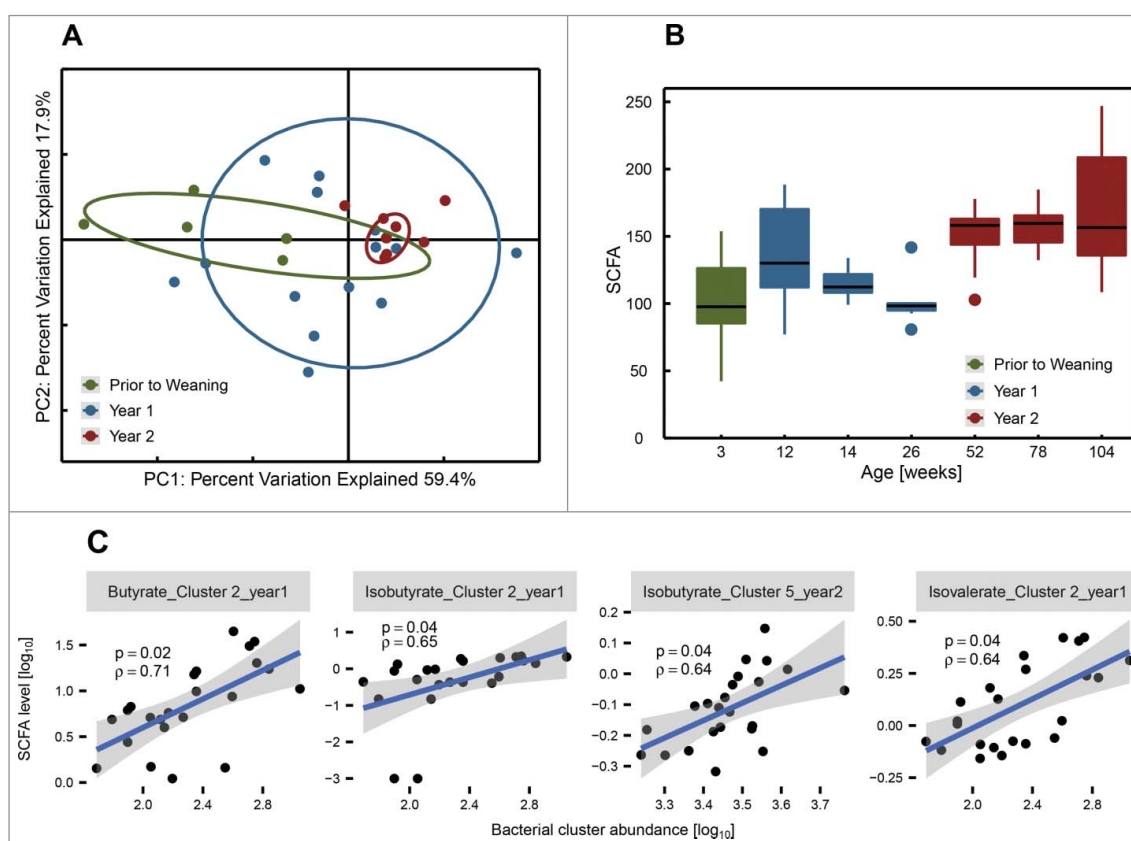 A
PC2: Percent Variation Explained 17.9%
Prior to Weaning
Year 1
Year 2
PC1: Percent Variation Explained 59.4%
B
SCFA
250
200
150
100
50
0
Prior to Weaning
Year 1
Year 2
3 12 14 26 52 78 104
Age [weeks]
C
SCFA level [log10]
Butyrate_Cluster 2_year1
p = 0.02
ρ = 0.71
1.5
1.0
0.5
0.0
2.0 2.4 2.8
Isobutyrate_Cluster 2_year1
p = 0.04
ρ = 0.65
1
0
−1
−2
−3
2.0 2.4 2.8
Isobutyrate_Cluster 5_year2
p = 0.04
ρ = 0.64
0.2
0.1
0.0
−0.1
−0.2
−0.3
3.3 3.4 3.5 3.6 3.7
Isovalerate_Cluster 2_year1
p = 0.04
ρ = 0.64
0.50
0.25
0.00
−0.25
2.0 2.4 2.8
Bacterial cluster abundance [log10]